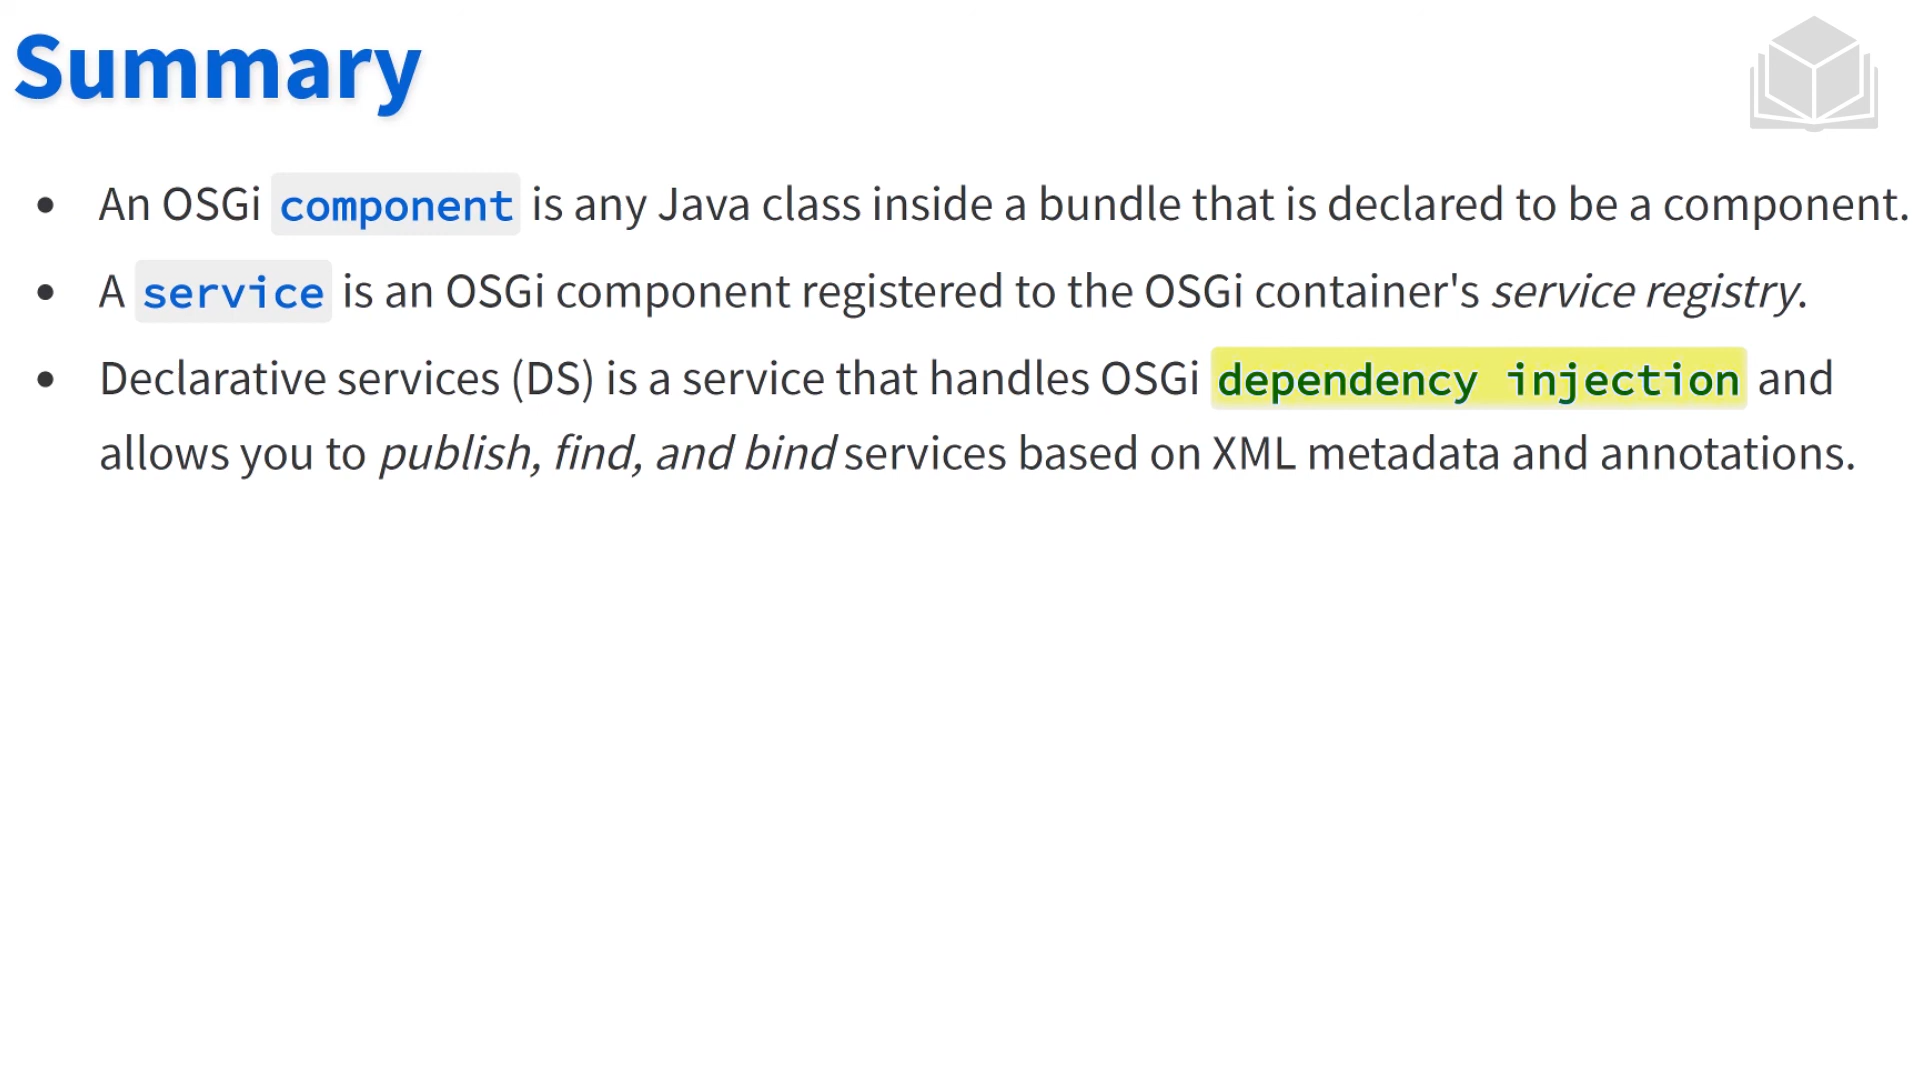 Summary
• An OSGi component is any Java class inside a bundle that is declared to be a component.
• A service is an OSGi component registered to the OSGi container's service registry.
• Declarative services (DS) is a service that handles OSGi dependency injection and
allows you to publish, find, and bind services based on XML metadata and annotations.